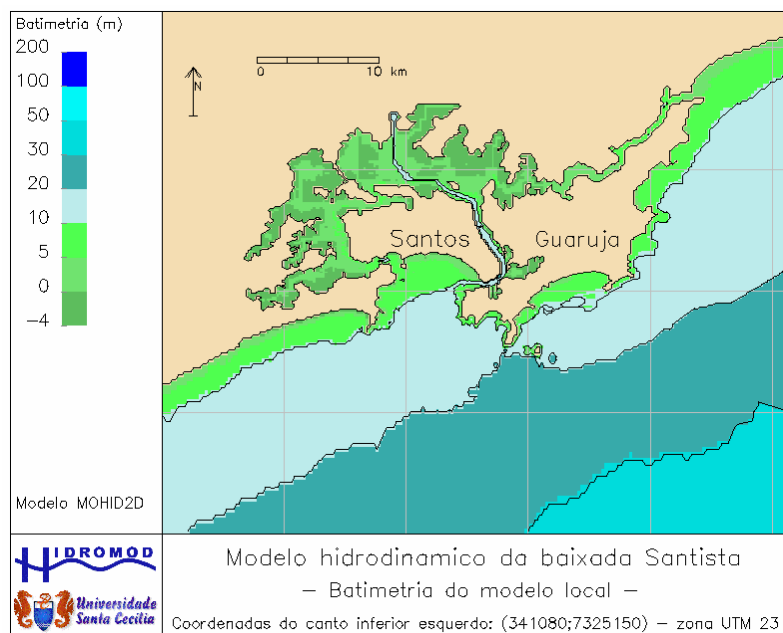 Batimetria (m)
200
100
50
30
20
10
5
0
−4
N
0 10 km
Santos
Guaruja
Modelo MOHID2D
HIDROMOD
Universidade
Santa Cecília
Modelo hidrodinamico da baixada Santista
− Batimetria do modelo local −
Coordenadas do canto inferior esquerdo: (341080;7325150) − zona UTM 23